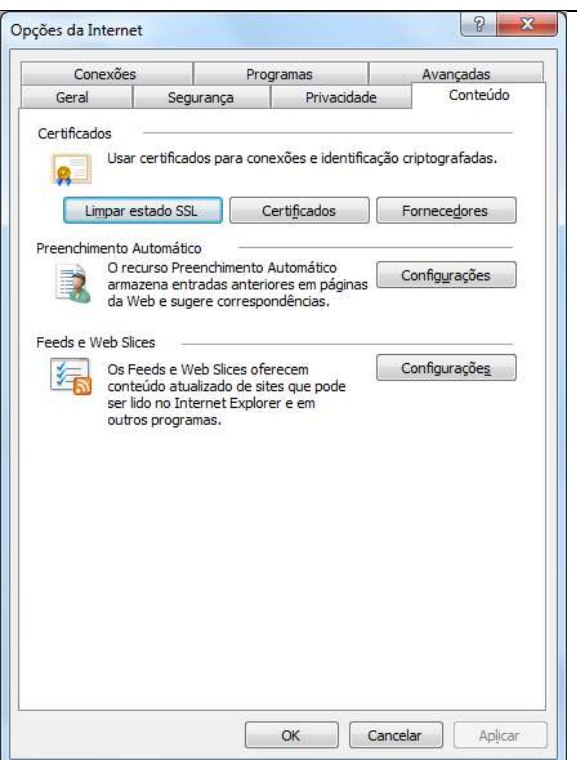 Opções da Internet
Conexões Programas Avançadas
Geral Segurança Privacidade Conteúdo
Certificados
Usar certificados para conexões e identificação criptografadas.
Limpar estado SSL Certificados Fornecedores
Preenchimento Automático
O recurso Preenchimento Automático
armazena entradas anteriores em páginas
da Web e sugere correspondências.
Configurações
Feeds e Web Slices
Os Feeds e Web Slices oferecem
conteúdo atualizado de sites que pode
ser lido no Internet Explorer e em
outros programas.
Configurações
OK Cancelar Aplicar